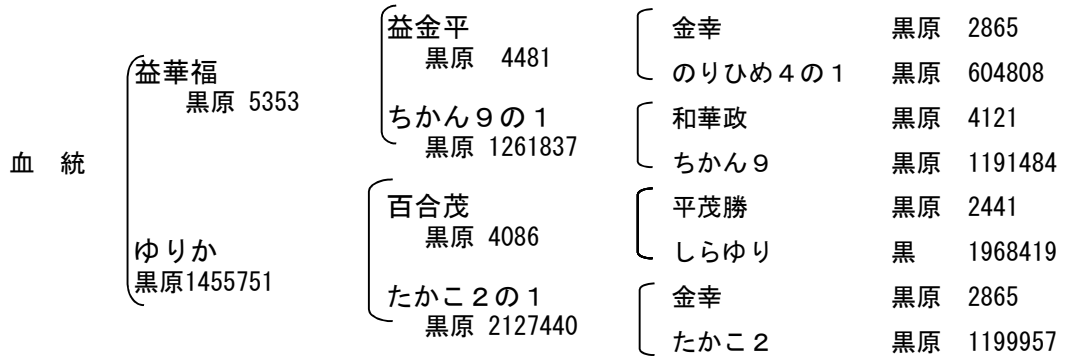 益金平
黒原 4481
金幸 黒原 2865
のりひめ４の１ 黒原 604808
益華福
黒原 5353
ちかん９の１
黒原 1261837
和華政 黒原 4121
ちかん９ 黒原 1191484
血 統
百合茂
黒原 4086
平茂勝 黒原 2441
しらゆり 黒 1968419
ゆりか
黒原1455751
たかこ２の１
黒原 2127440
金幸 黒原 2865
たかこ２ 黒原 1199957